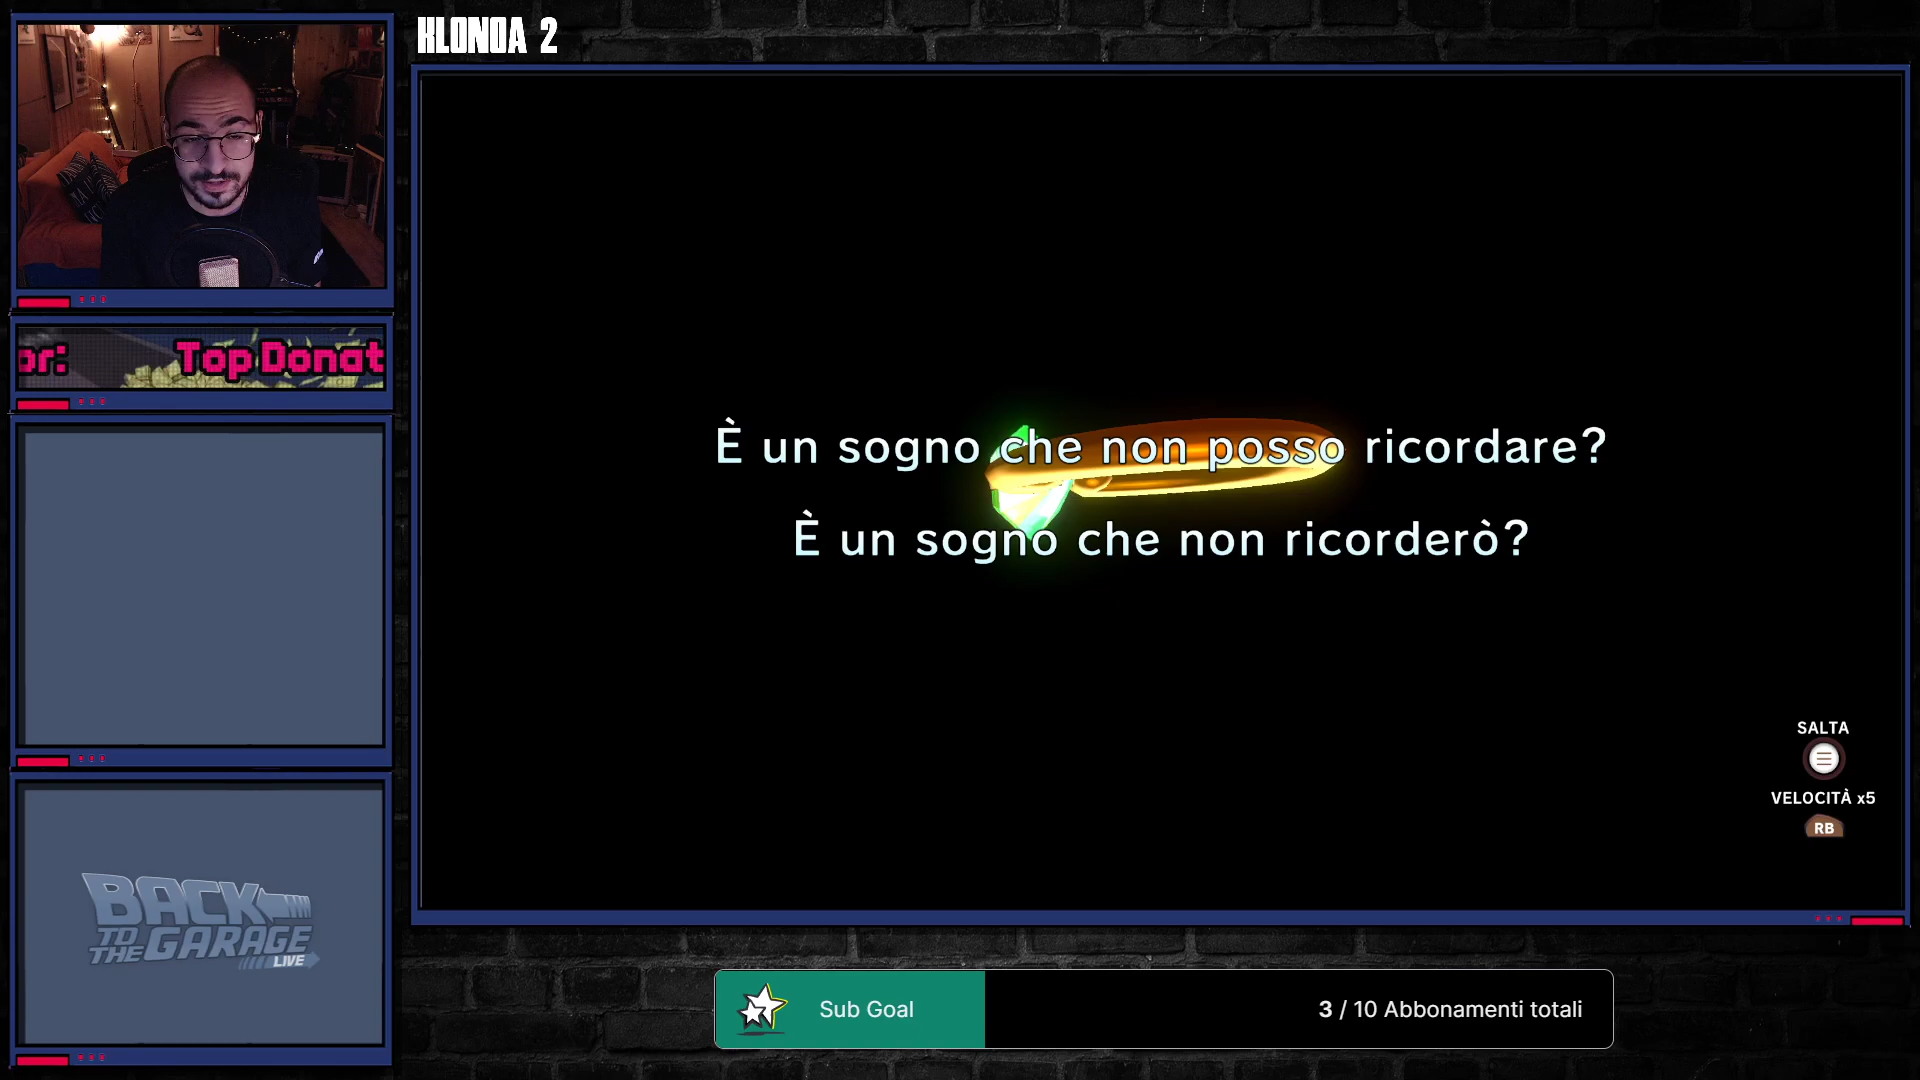 KLONOA 2
or: Top Donat
È un sogno che non posso ricordare?
È un sogno che non ricorderò?
SALTA
VELOCITÀ x5
RB
BACK
TO THE GARAGE
LIVE
Sub Goal
3 / 10 Abbonamenti totali